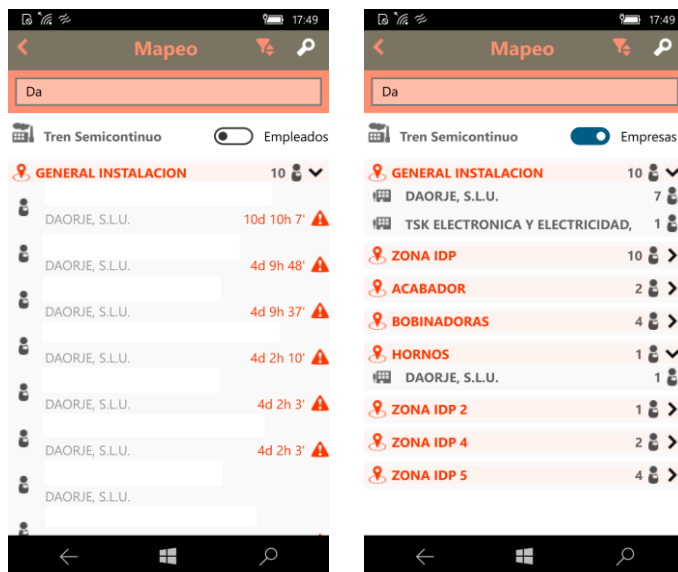 17:49
Mapeo
Da
Tren Semicontinuo
Empleados
GENERAL INSTALACION
10
DAORJE, S.L.U.
10d 10h 7'
DAORJE, S.L.U.
4d 9h 48'
DAORJE, S.L.U.
4d 9h 37'
DAORJE, S.L.U.
4d 2h 10'
DAORJE, S.L.U.
4d 2h 3'
DAORJE, S.L.U.
4d 2h 3'
DAORJE, S.L.U.
17:49
Mapeo
Da
Tren Semicontinuo
Empresas
GENERAL INSTALACION
10
DAORJE, S.L.U.
7
TSK ELECTRONICA Y ELECTRICIDAD,
1
ZONA IDP
10
ACABADOR
2
BOBINADORAS
4
HORNOS
1
DAORJE, S.L.U.
1
ZONA IDP 2
1
ZONA IDP 4
2
ZONA IDP 5
4